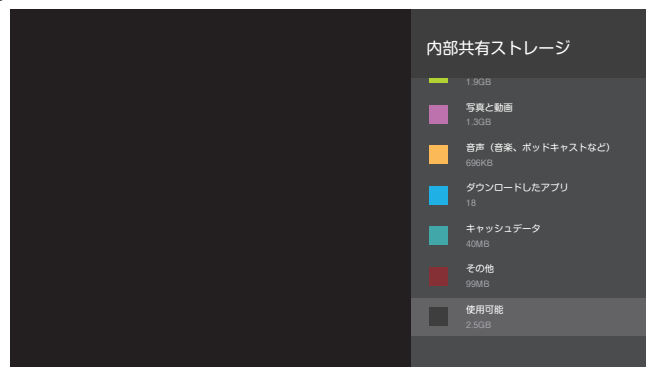 内部共有ストレージ
1.9GB
写真と動画
1.3GB
音声（音楽、ポッドキャストなど）
696KB
ダウンロードしたアプリ
18
キャッシュデータ
40MB
その他
99MB
使用可能
2.5GB